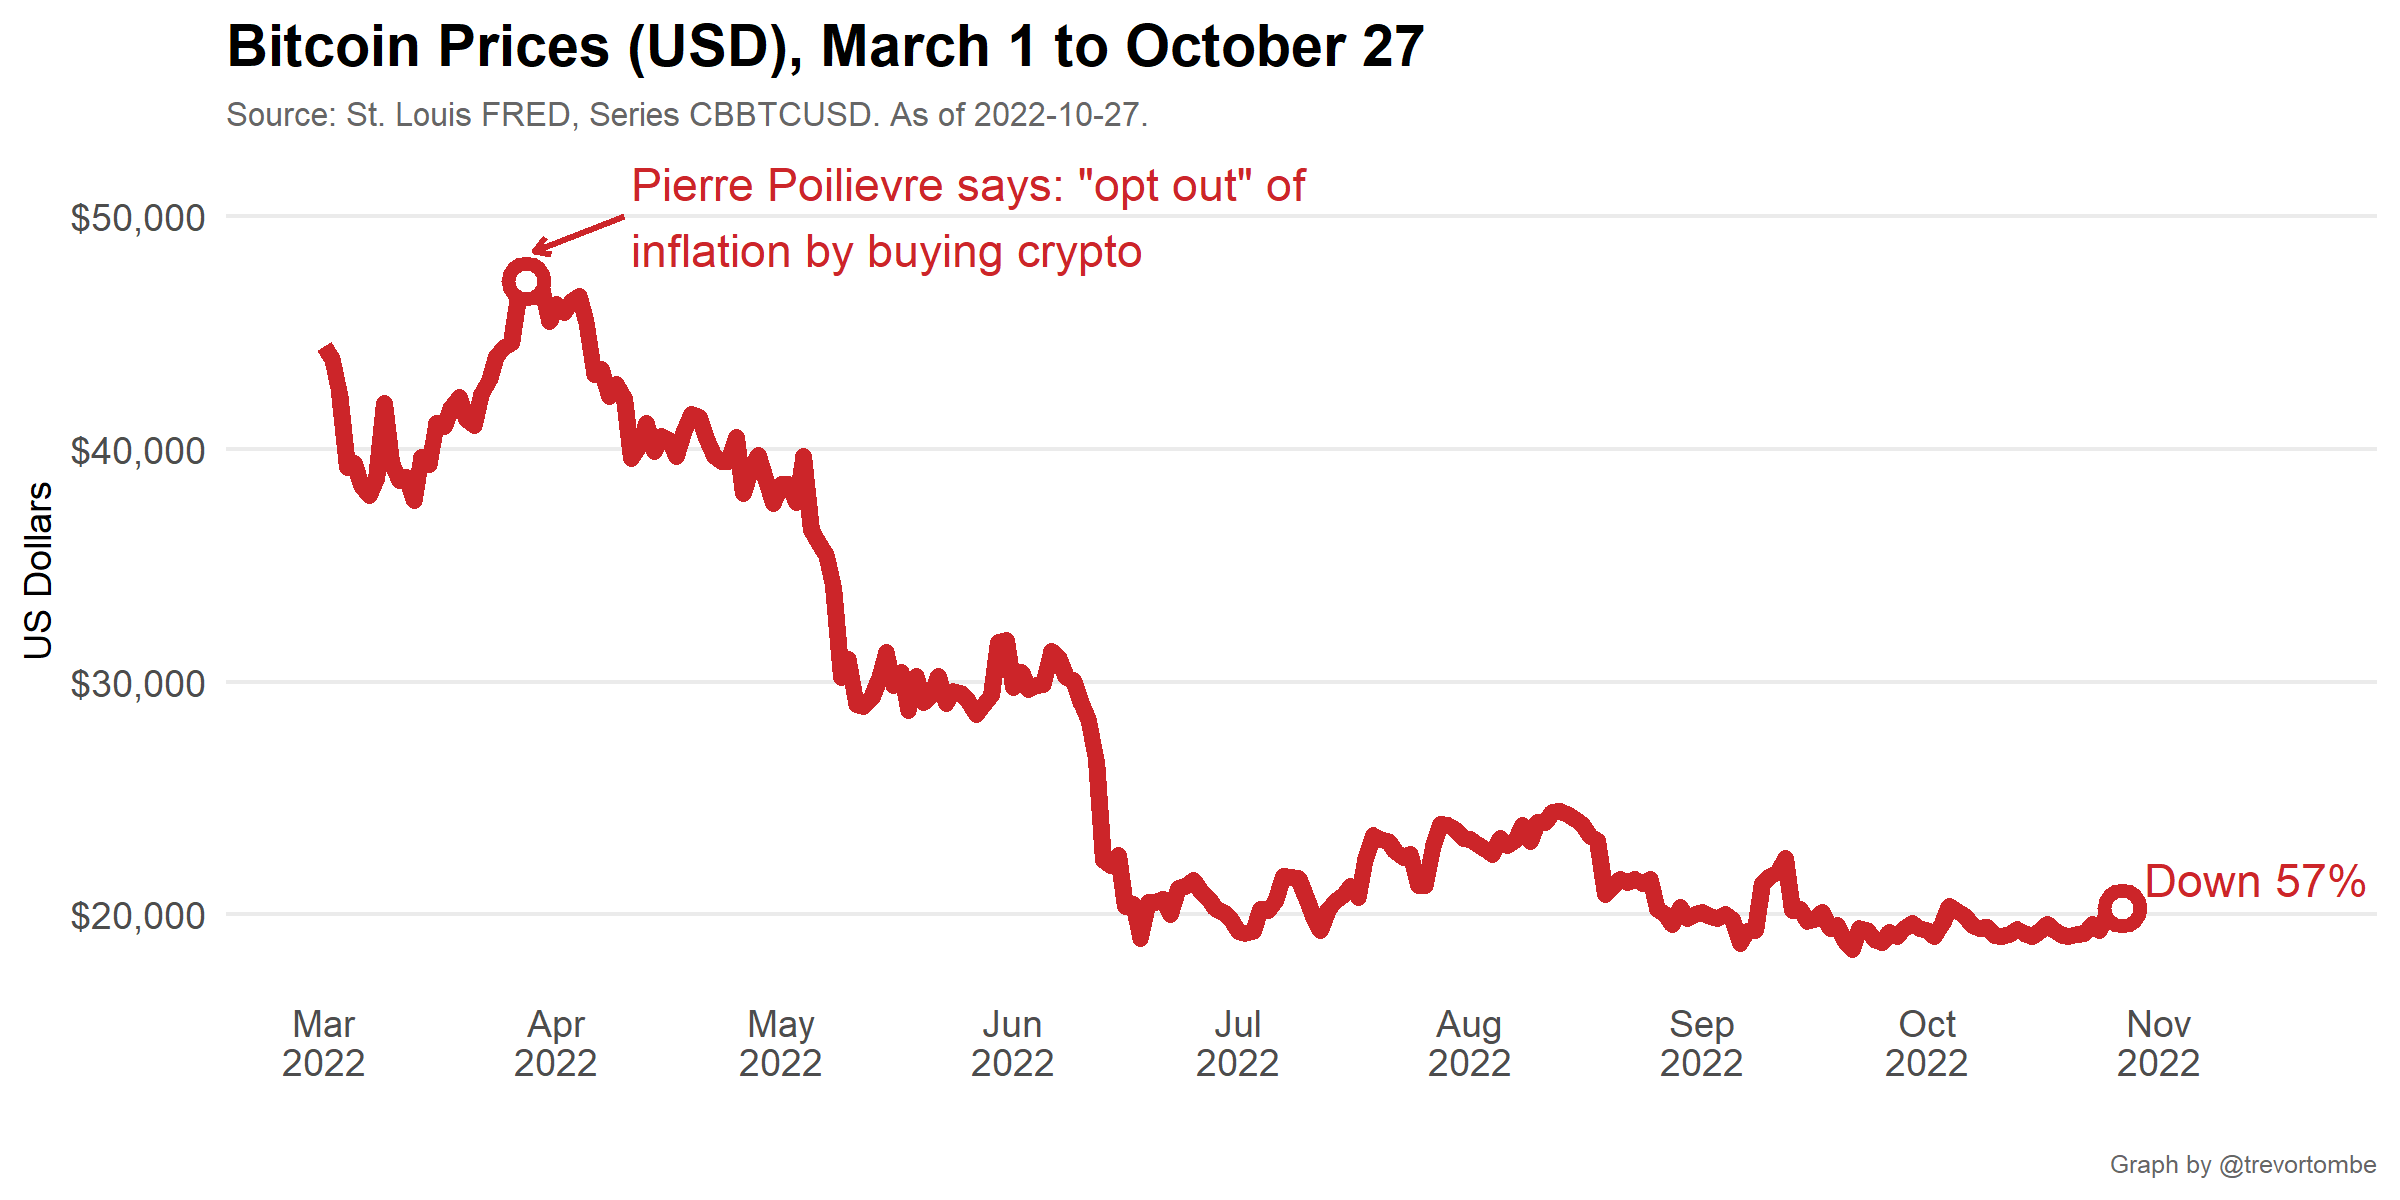 Bitcoin Prices (USD), March 1 to October 27
Source: St. Louis FRED, Series CBBTCUSD. As of 2022-10-27.
Pierre Poilievre says: "opt out" of
inflation by buying crypto
$50,000
$40,000
$30,000
$20,000
US Dollars
Down 57%
Mar 2022
Apr 2022
May 2022
Jun 2022
Jul 2022
Aug 2022
Sep 2022
Oct 2022
Nov 2022
Graph by @trevortombe